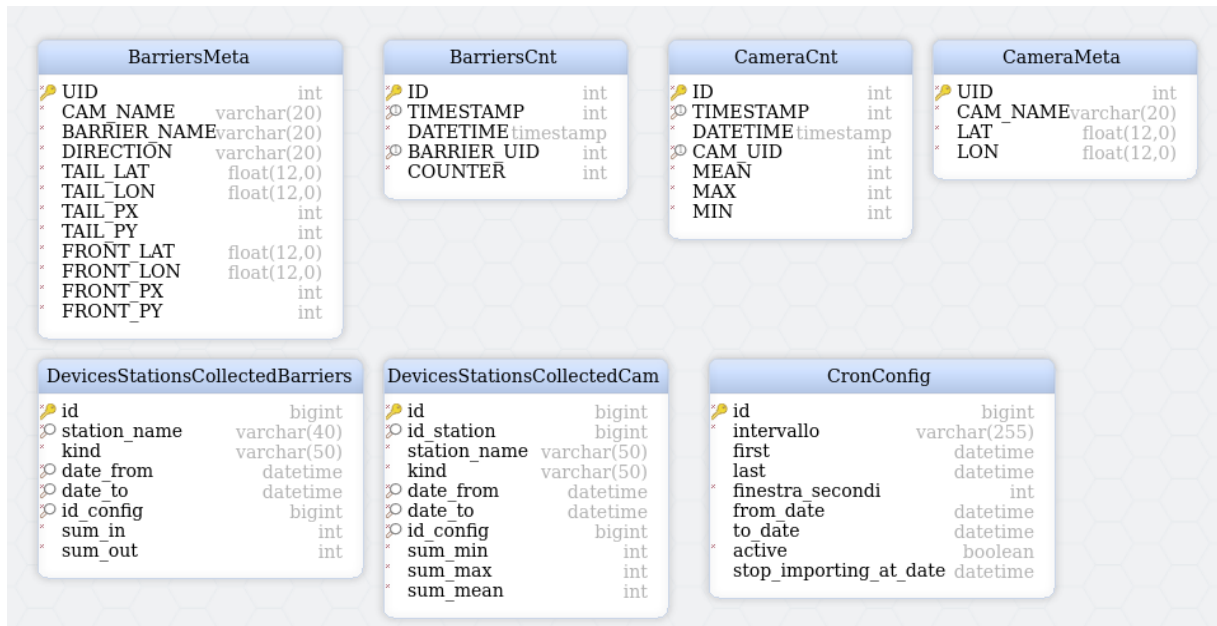 BarriersMeta
UID int
CAM_NAME varchar(20)
BARRIER_NAME varchar(20)
DIRECTION varchar(20)
TAIL_LAT float(12,0)
TAIL_LON float(12,0)
TAIL_PX int
TAIL_PY int
FRONT_LAT float(12,0)
FRONT_LON float(12,0)
FRONT_PX int
FRONT_PY int
BarriersCnt
ID int
TIMESTAMP int
DATETIME timestamp
BARRIER_UID int
COUNTER int
CameraCnt
ID int
TIMESTAMP int
DATETIME timestamp
CAM_UID int
MEAN int
MAX int
MIN int
CameraMeta
UID int
CAM_NAME varchar(20)
LAT float(12,0)
LON float(12,0)
DevicesStationsCollectedBarriers
id bigint
station_name varchar(40)
kind varchar(50)
date_from datetime
date_to datetime
id_config bigint
sum_in int
sum_out int
DevicesStationsCollectedCam
id bigint
id_station bigint
station_name varchar(50)
kind varchar(50)
date_from datetime
date_to datetime
id_config bigint
sum_min int
sum_max int
sum_mean int
CronConfig
id bigint
intervallo varchar(255)
first datetime
last datetime
finestra_secondi int
from_date datetime
to_date datetime
active boolean
stop_importing_at_date datetime